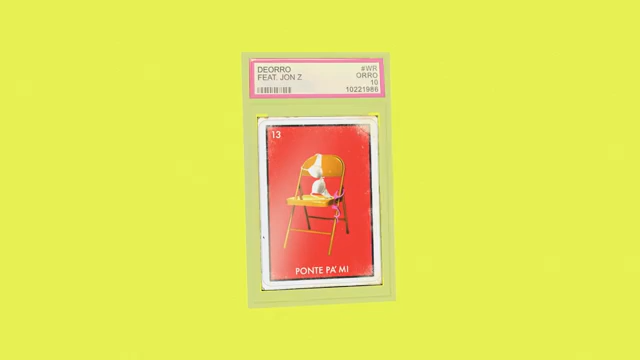 DEORRO
FEAT. JON Z
#WR
ORRO
10
10221986
13
PONTE PA' MI